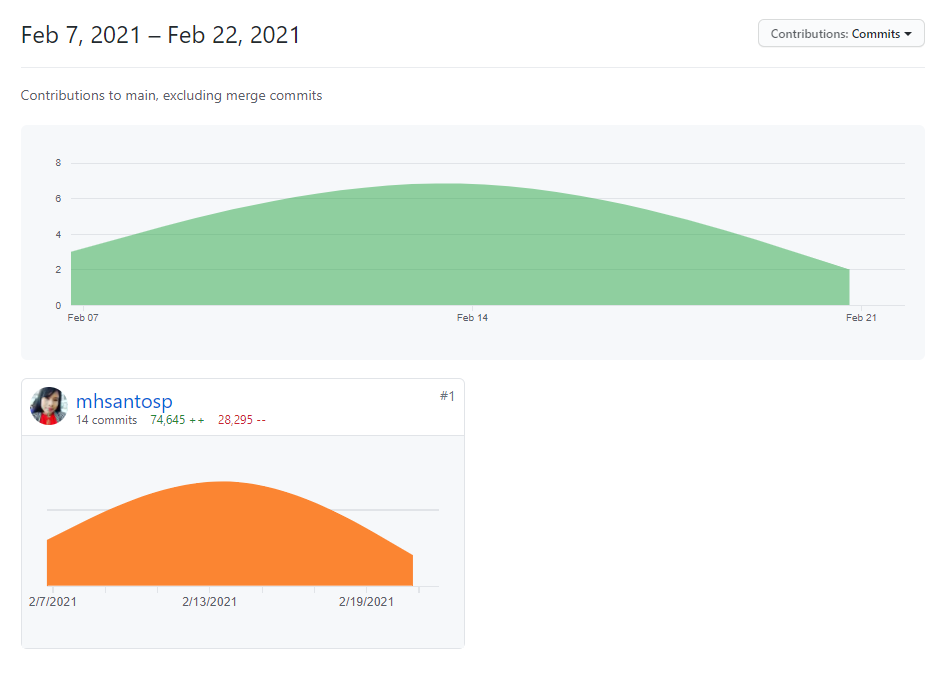 Feb 7, 2021 – Feb 22, 2021
Contributions: Commits
Contributions to main, excluding merge commits
8
6
4
2
0
Feb 07 Feb 14 Feb 21
mhsantosp #1
14 commits 74,645 ++ 28,295 --
2/7/2021 2/13/2021 2/19/2021